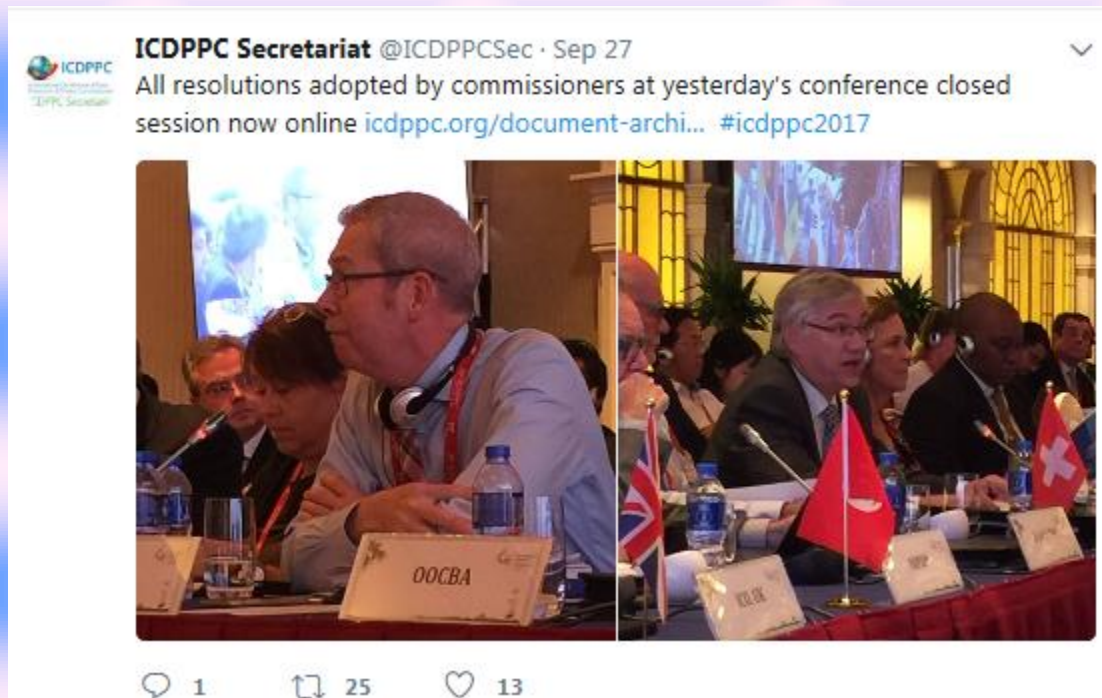 ICDPPC Secretariat @ICDPPCSec · Sep 27
ICDPPC
All resolutions adopted by commissioners at yesterday's conference closed
session now online icdppc.org/document-archi... #icdppc2017
OOCBA
1 25 13